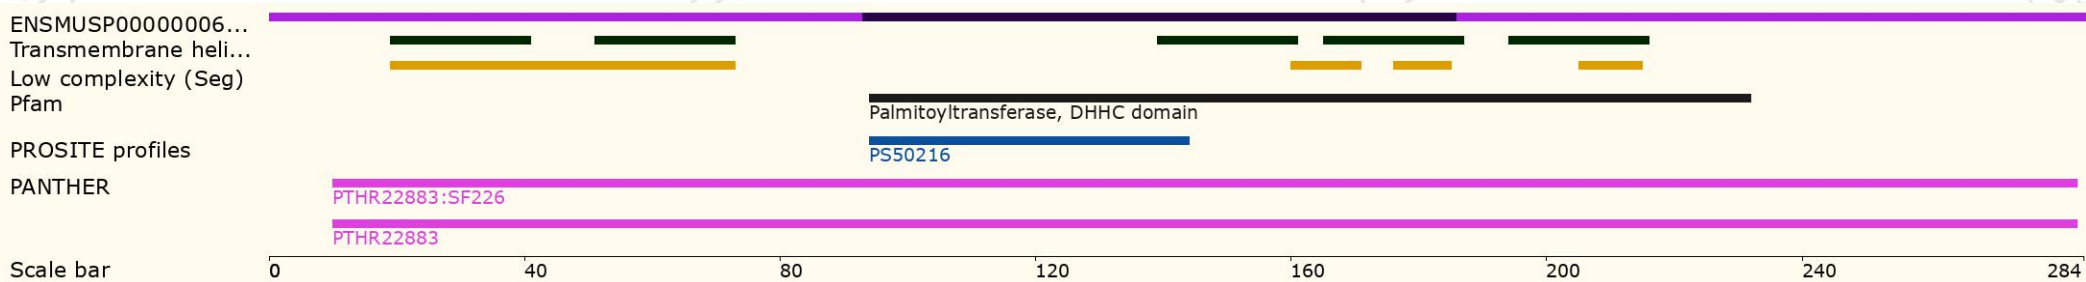 ENSMUSP00000006...
Transmembrane heli...
Low complexity (Seg)
Pfam
Palmitoyltransferase, DHHC domain
PROSITE profiles
PS50216
PANTHER
PTHR22883:SF226
PTHR22883
Scale bar
0 40 80 120 160 200 240 284